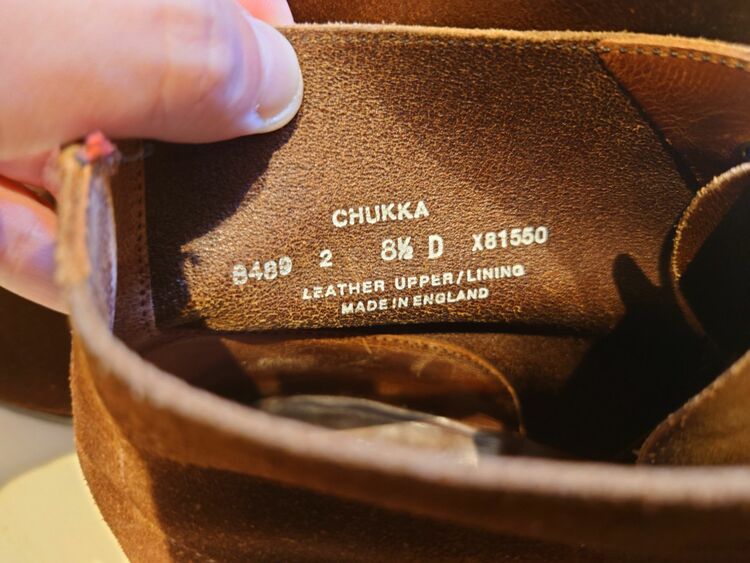 CHUKKA
8489 2 8½ D X81550
LEATHER UPPER/LINING
MADE IN ENGLAND